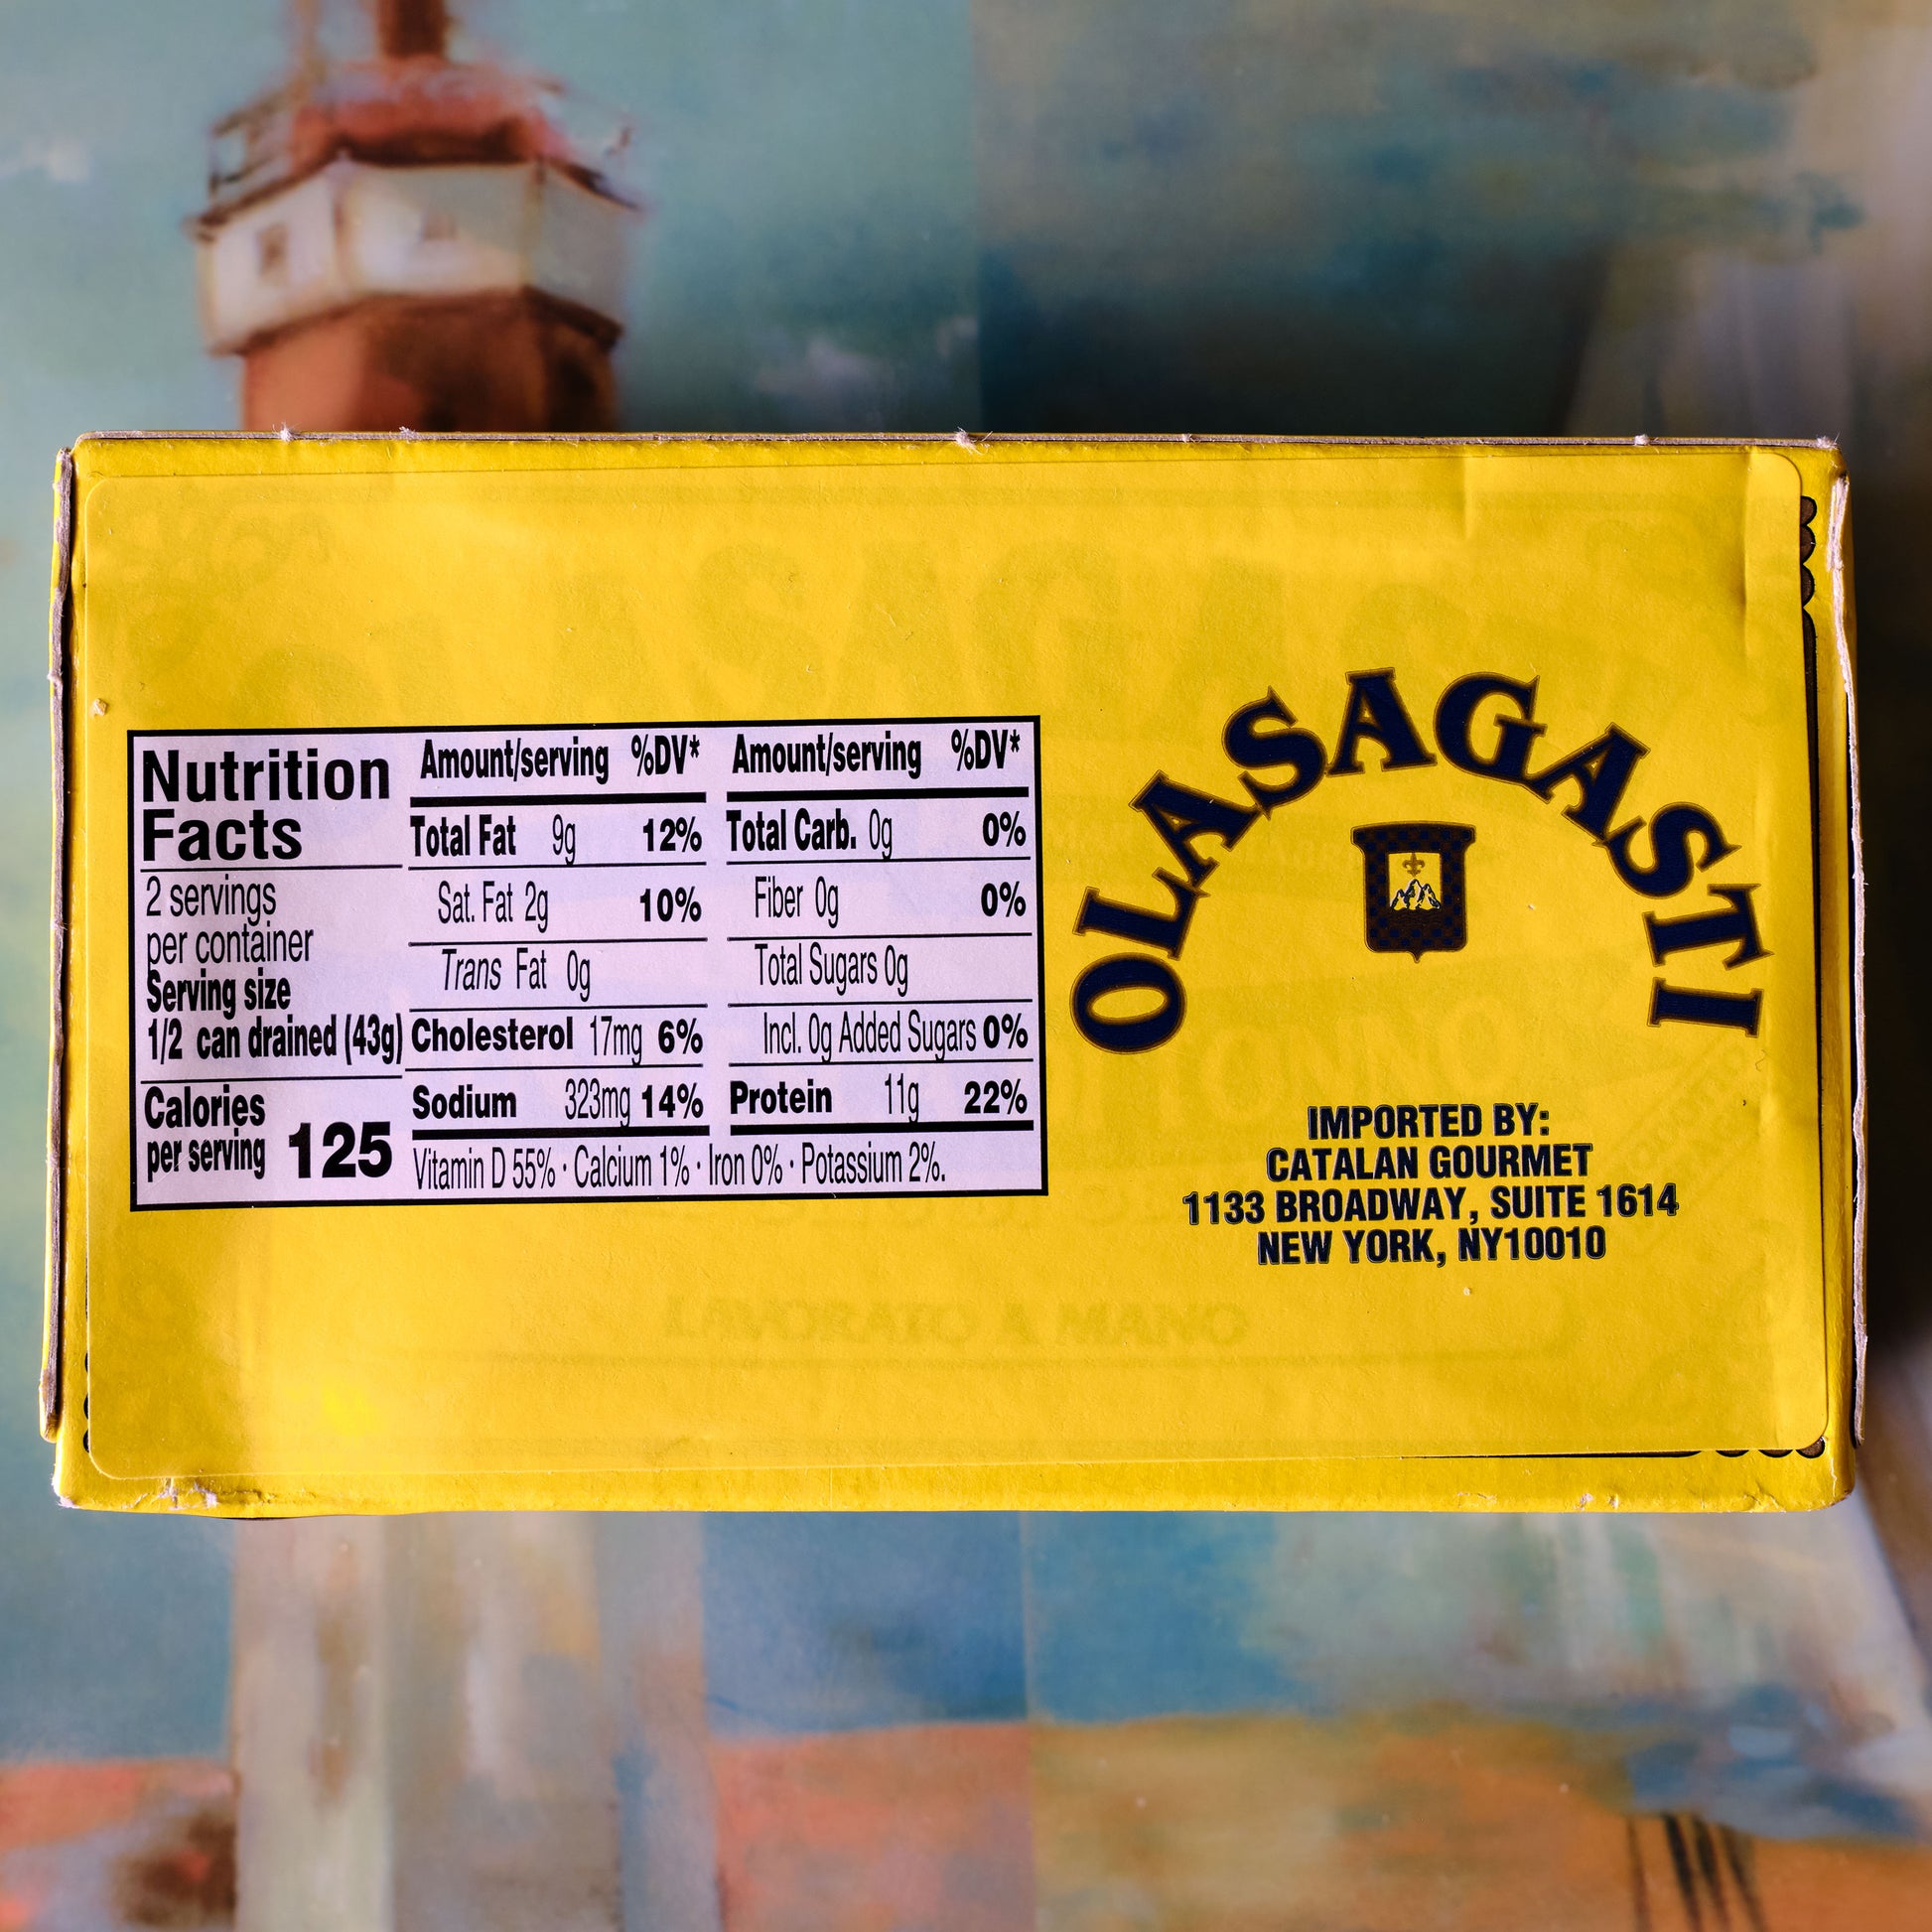 Nutrition
Facts
2 servings
per container
Serving size
1/2 can drained (43g)
Calories
per serving 125
Amount/serving %DV*
Total Fat 9g 12%
Sat. Fat 2g 10%
Trans Fat 0g
Cholesterol 17mg 6%
Sodium 323mg 14%
Amount/serving %DV*
Total Carb. 0g 0%
Fiber 0g 0%
Total Sugars 0g
Incl. 0g Added Sugars 0%
Protein 11g 22%
Vitamin D 55% · Calcium 1% · Iron 0% · Potassium 2%.
OLASAGASTI
IMPORTED BY:
CATALAN GOURMET
1133 BROADWAY, SUITE 1614
NEW YORK, NY10010
LAVORATO A MANO